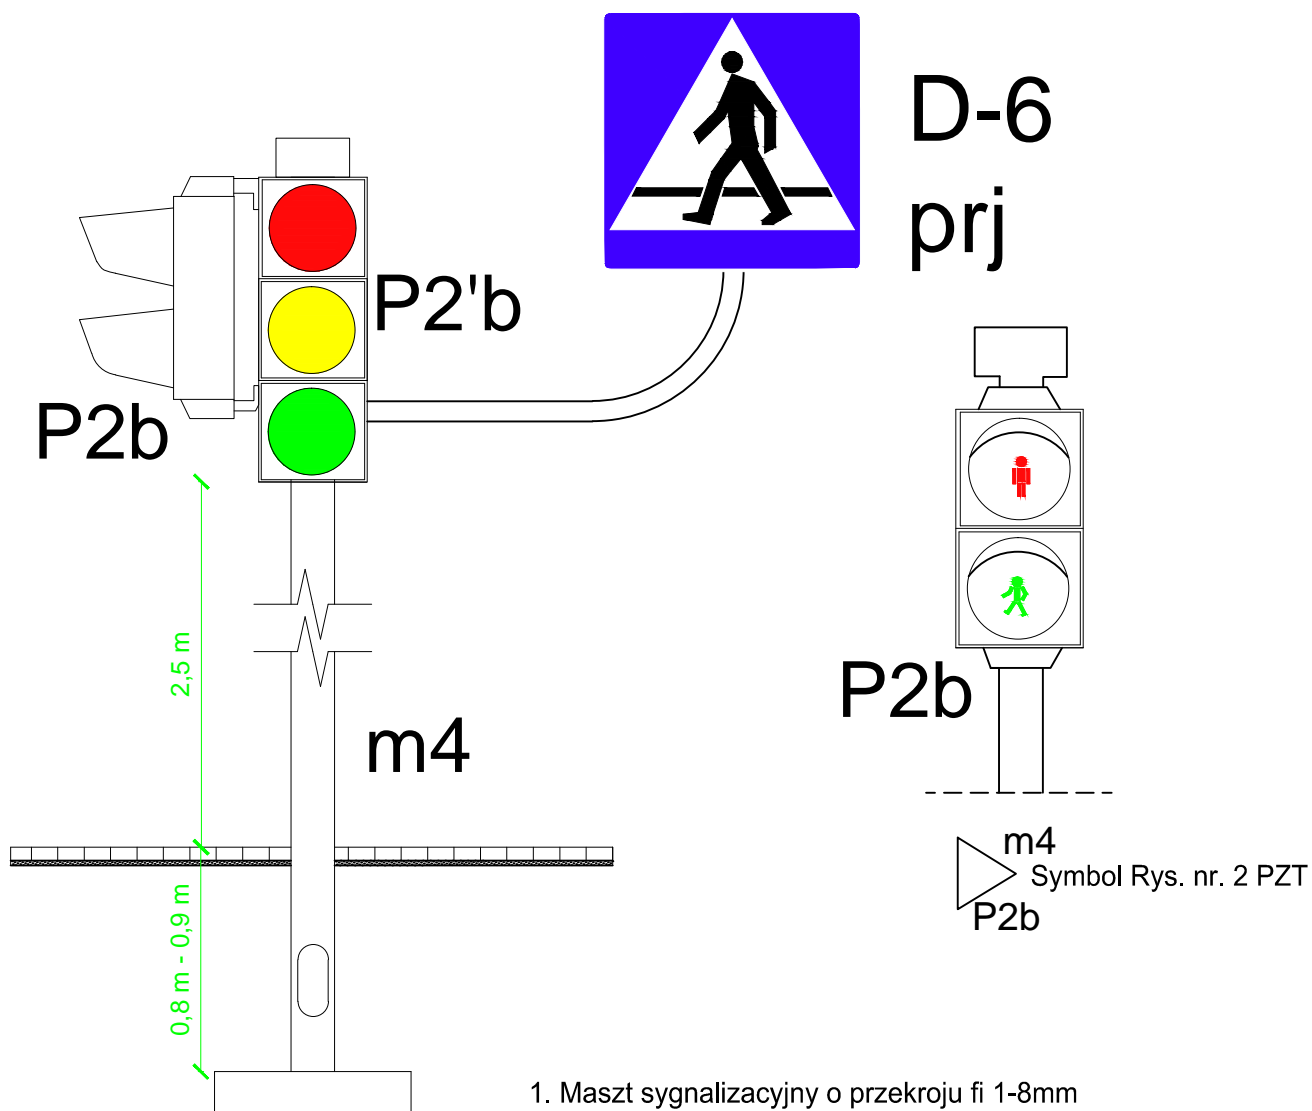 D-6
prj
P2'b
P2b
2,5 m
P2b
m4
m4
Symbol Rys. nr. 2 PZT
P2b
0,8 m - 0,9 m
1. Maszt sygnalizacyjny o przekroju fi 1-8mm